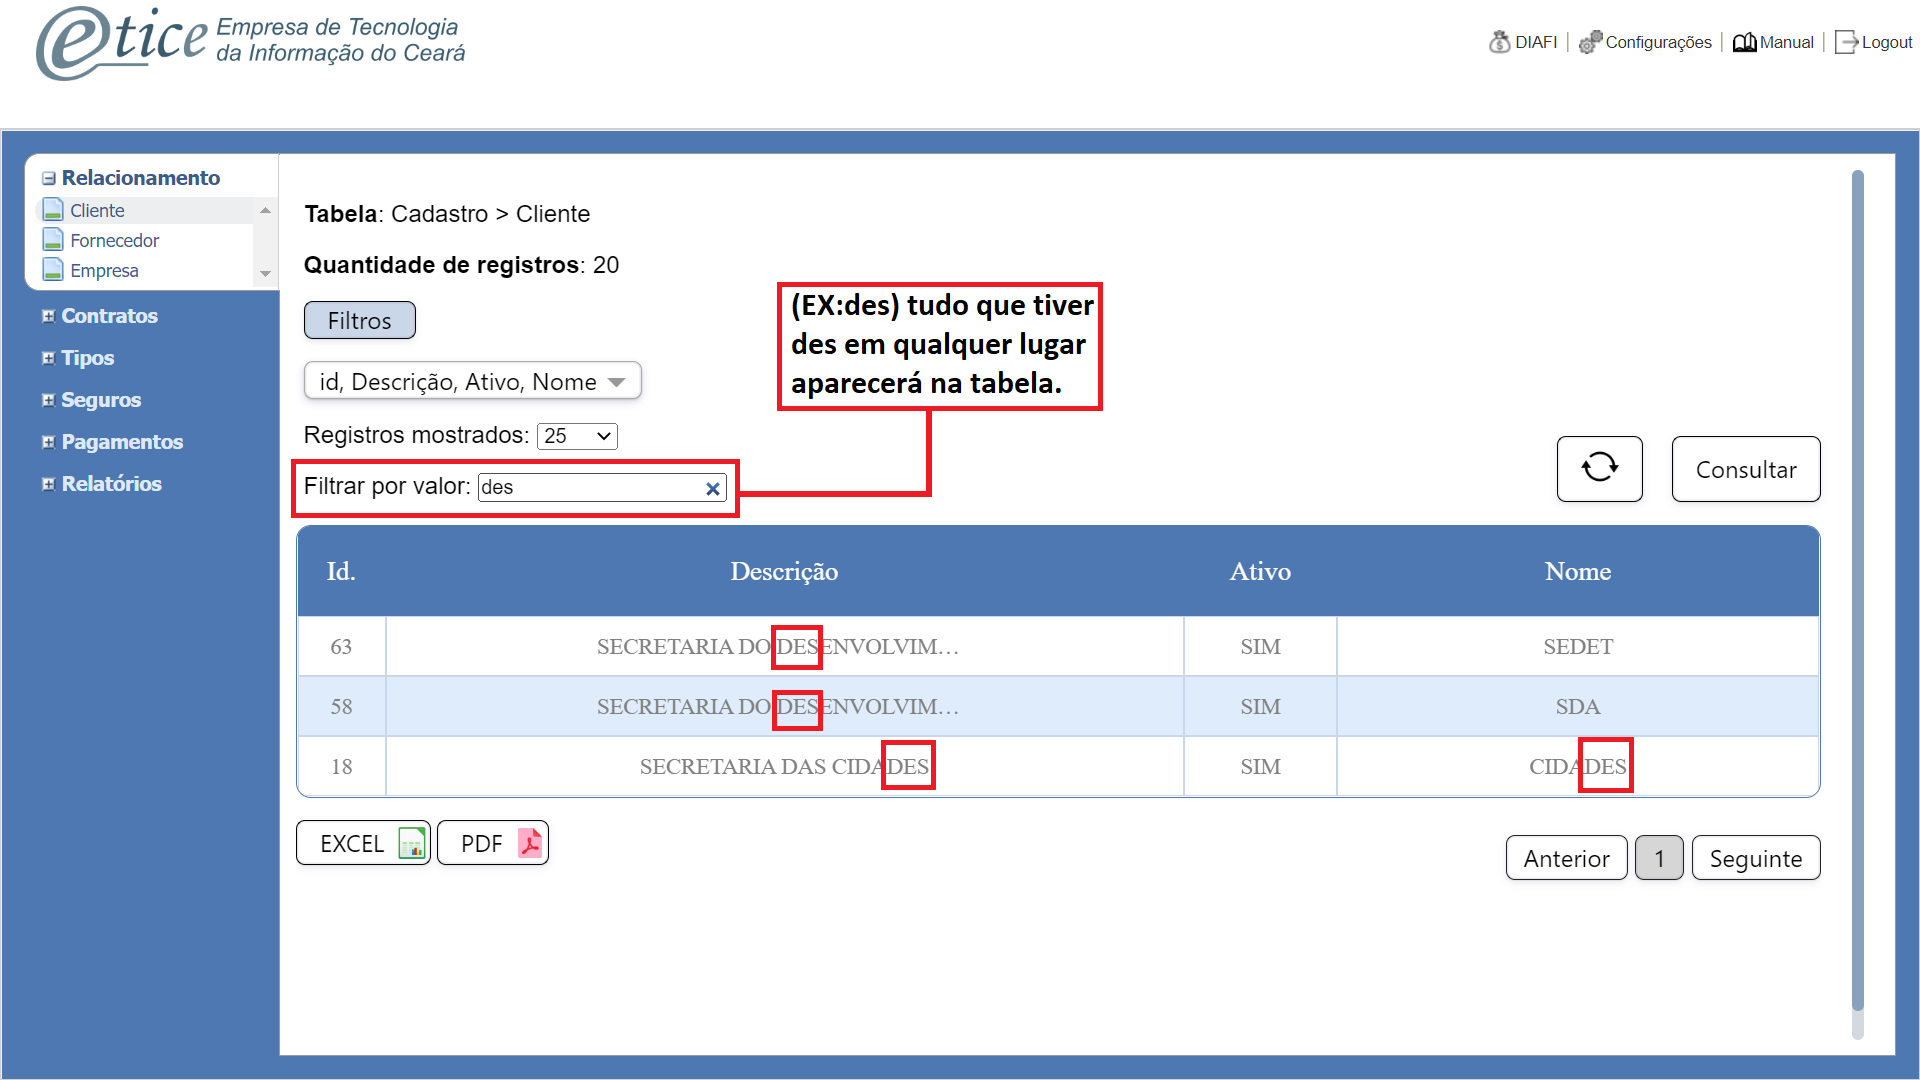 etice Empresa de Tecnologia
da Informação do Ceará
DIAFI
Configurações
Manual
Logout
Relacionamento
Cliente
Fornecedor
Empresa
Contratos
Tipos
Seguros
Pagamentos
Relatórios
Tabela: Cadastro > Cliente
Quantidade de registros: 20
Filtros
id, Descrição, Ativo, Nome
Registros mostrados: 25
Filtrar por valor: des
(EX:des) tudo que tiver
des em qualquer lugar
aparecerá na tabela.
Consultar
Id. Descrição Ativo Nome
63 SECRETARIA DO DESENVOLVIM... SIM SEDET
58 SECRETARIA DO DESENVOLVIM... SIM SDA
18 SECRETARIA DAS CIDADES SIM CIDADES
EXCEL PDF
Anterior 1 Seguinte